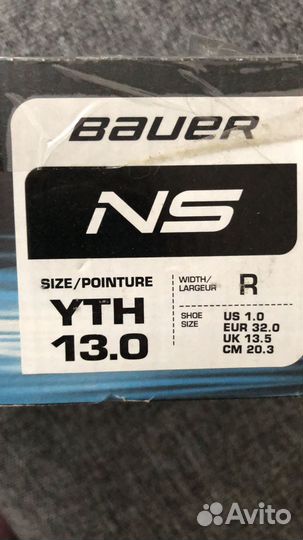 BAUER
NS
SIZE/POINTURE
YTH
13.0
WIDTH/
LARGEUR
R
SHOE
SIZE
US 1.0
EUR 32.0
UK 13.5
CM 20.3
Avito